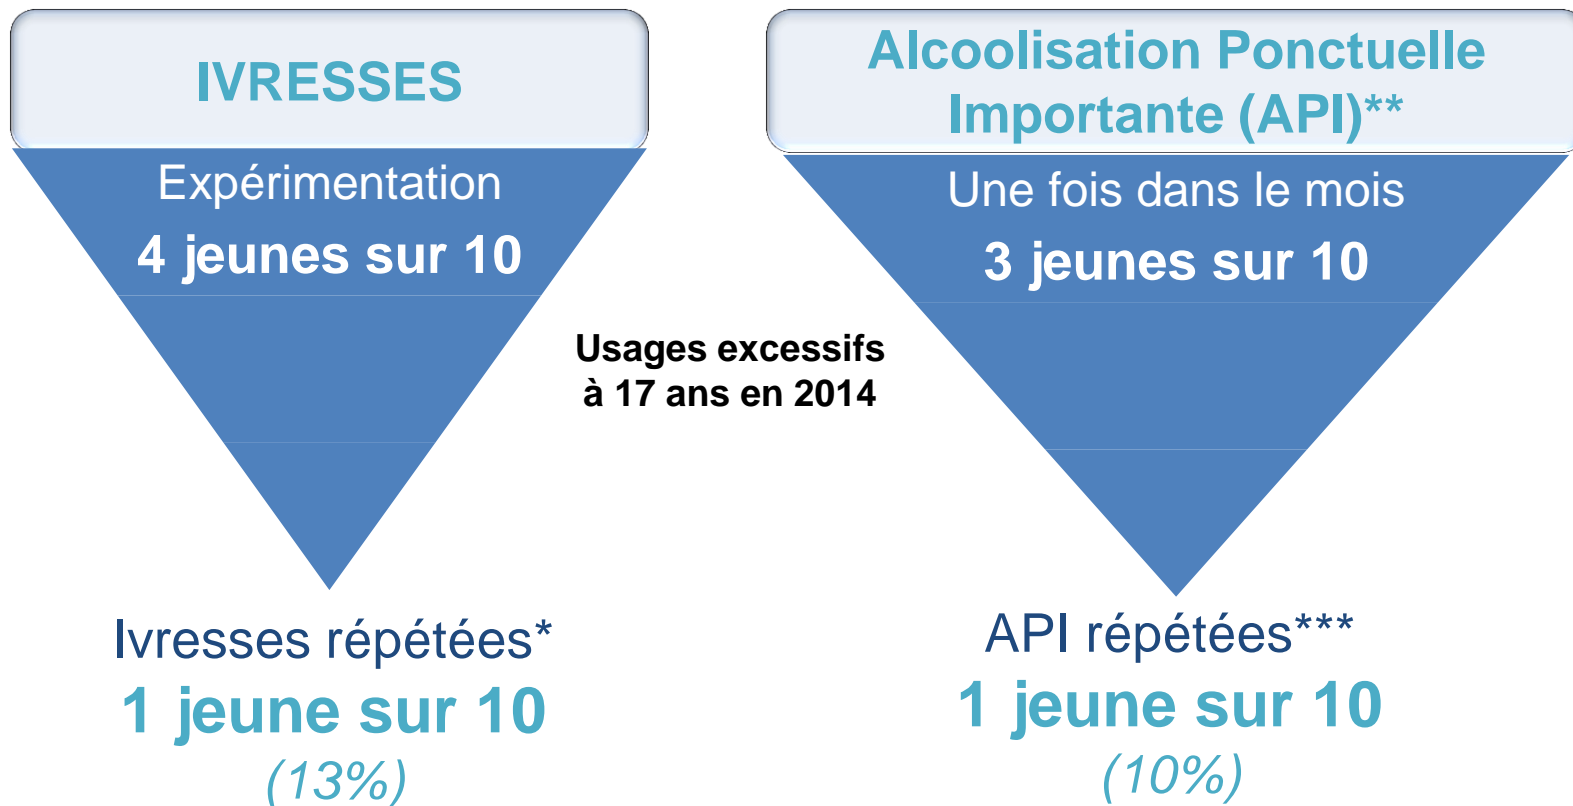 IVRESSES
Expérimentation
4 jeunes sur 10
Ivresses répétées*
1 jeune sur 10
(13%)
Usages excessifs
à 17 ans en 2014
Alcoolisation Ponctuelle
Importante (API)**
Une fois dans le mois
3 jeunes sur 10
API répétées***
1 jeune sur 10
(10%)